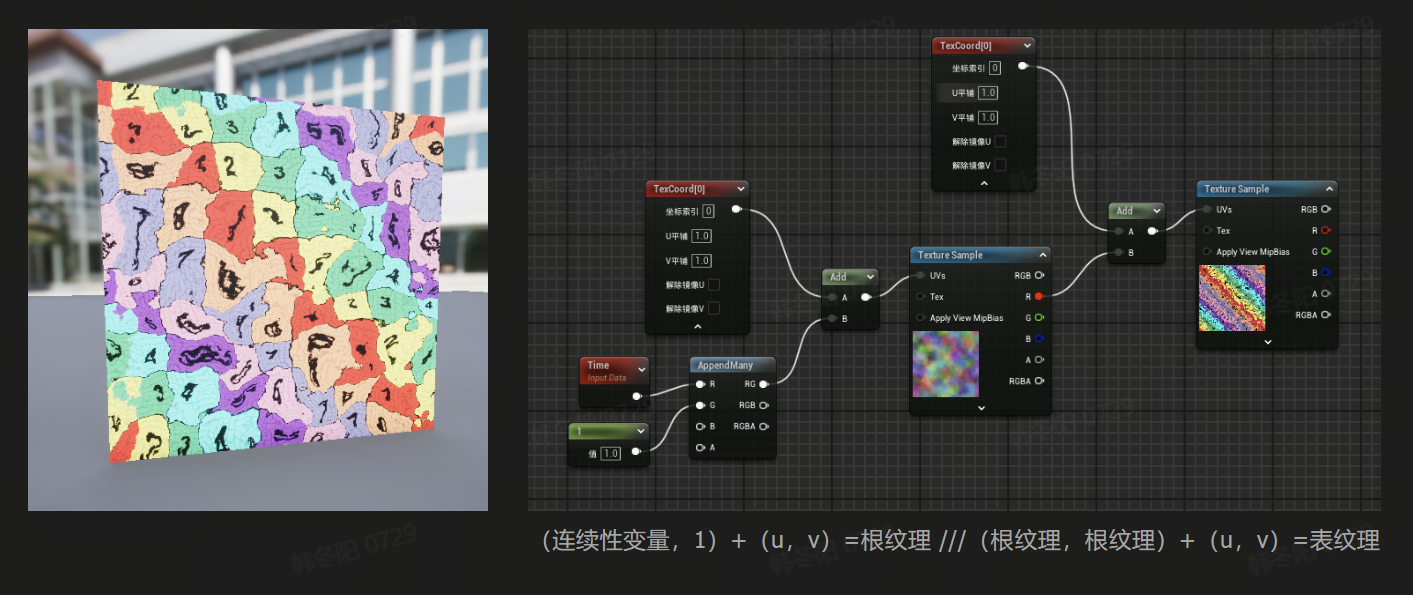 TexCoord[0]
坐标索引 0
U平铺 1.0
V平铺 1.0
解除镜像U
解除镜像V
TexCoord[0]
坐标索引 0
U平铺 1.0
V平铺 1.0
解除镜像U
解除镜像V
Time
Input Data
1
值 1.0
AppendMany
R RG
G RGB
B RGBA
A
Add
A
B
Texture Sample
UVs RGB
Tex R
Apply View MipBias G
B
A
RGBA
Add
A
B
Texture Sample
UVs RGB
Tex R
Apply View MipBias G
B
A
RGBA
（连续性变量，1）+（u，v）=根纹理 ///（根纹理，根纹理）+（u，v）=表纹理
韩冬阳 0729